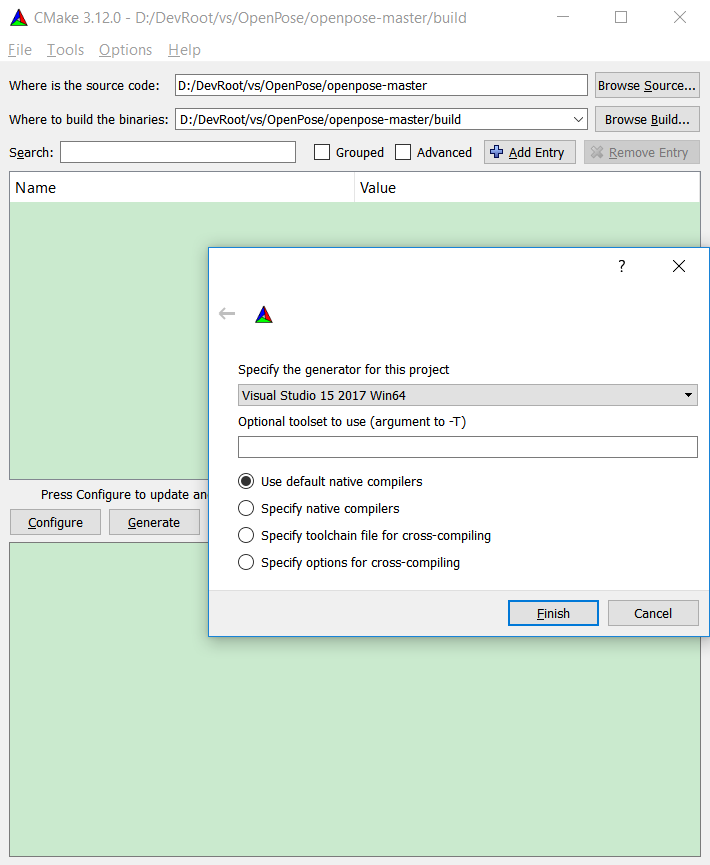 CMake 3.12.0 - D:/DevRoot/vs/OpenPose/openpose-master/build
File Tools Options Help
Where is the source code: D:/DevRoot/vs/OpenPose/openpose-master Browse Source...
Where to build the binaries: D:/DevRoot/vs/OpenPose/openpose-master/build Browse Build...
Search: Grouped Advanced Add Entry Remove Entry
Name Value
?
Specify the generator for this project
Visual Studio 15 2017 Win64
Optional toolset to use (argument to -T)
Use default native compilers
Specify native compilers
Specify toolchain file for cross-compiling
Specify options for cross-compiling
Finish Cancel
Press Configure to update an
Configure Generate